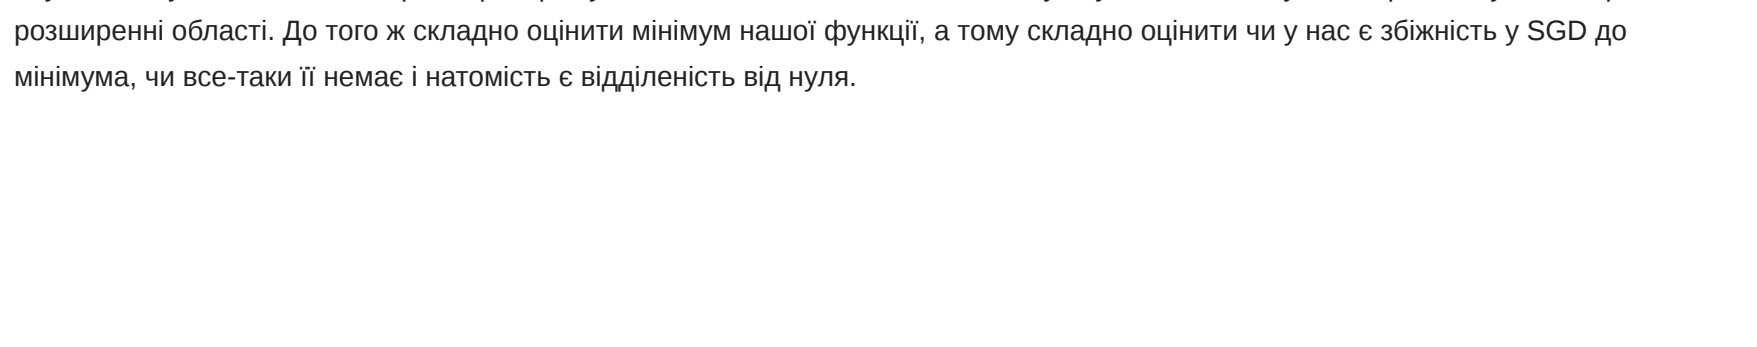 розширенні області. До того ж складно оцінити мінімум нашої функції, а тому складно оцінити чи у нас є збіжність у SGD до
мінімума, чи все-таки її немає і натомість є відділеність від нуля.